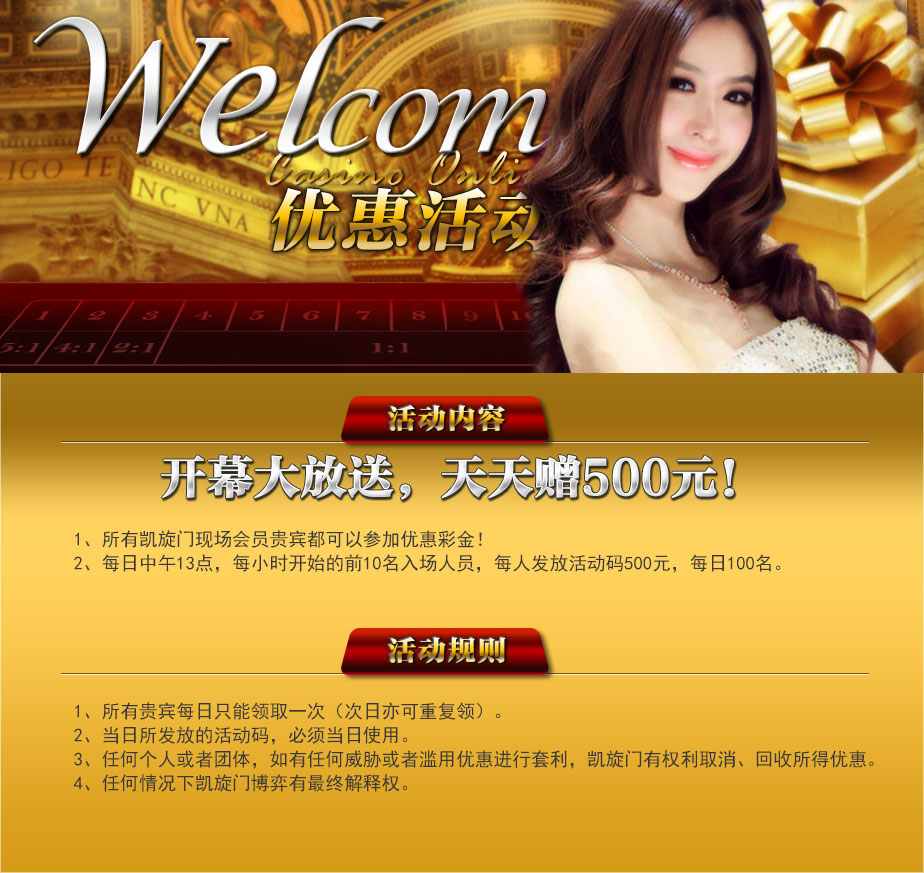 Welcom
Casino Onli
优惠活动
LIGO TE
NC VNA
1 2 3 4 5 6 7 8 9 10
5:1 4:1 2:1 1:1
活动内容
开幕大放送，天天赠500元！
1、所有凯旋门现场会员贵宾都可以参加优惠彩金！
2、每日中午13点，每小时开始的前10名入场人员，每人发放活动码500元，每日100名。
活动规则
1、所有贵宾每日只能领取一次（次日亦可重复领）。
2、当日所发放的活动码，必须当日使用。
3、任何个人或者团体，如有任何威胁或者滥用优惠进行套利，凯旋门有权利取消、回收所得优惠。
4、任何情况下凯旋门博弈有最终解释权。